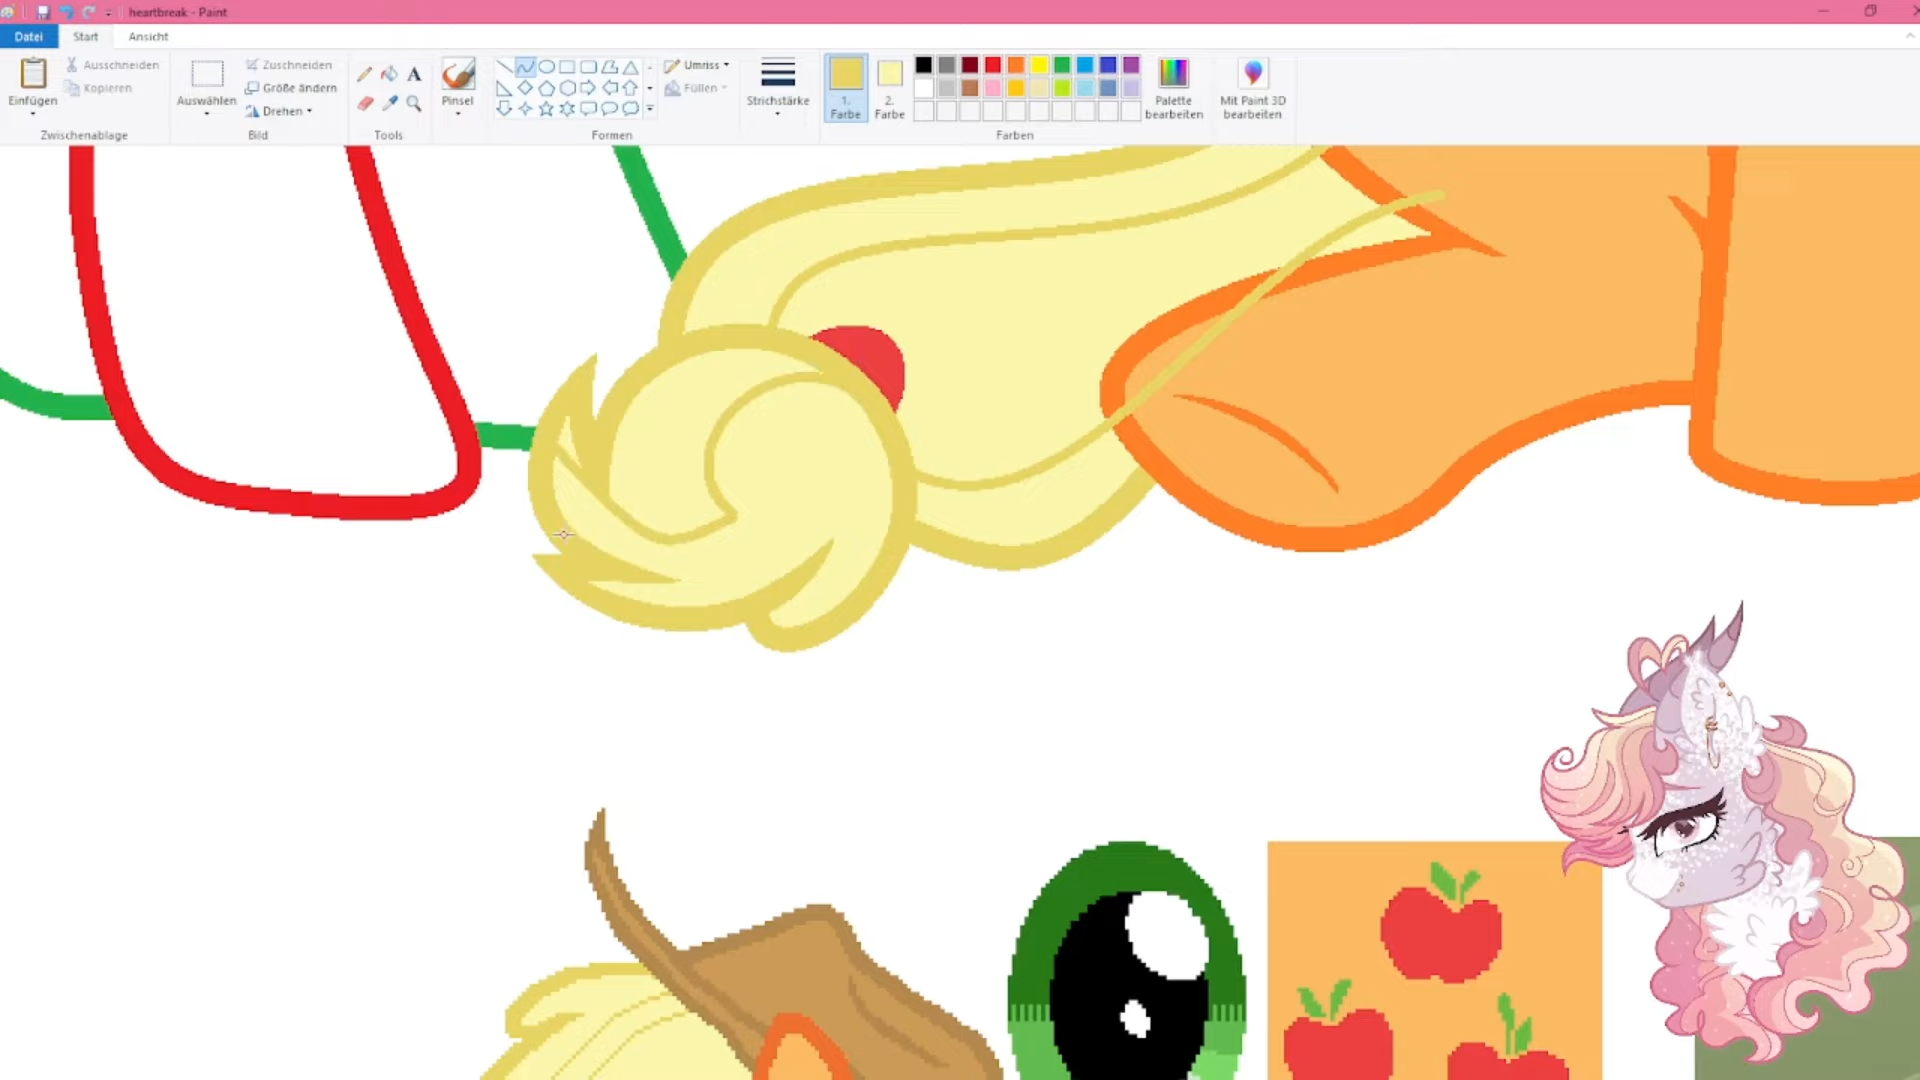 heartbreak - Paint
Datei Start Ansicht
Einfügen
Ausschneiden
Kopieren
Zwischenablage
Auswählen
Zuschneiden
Größe ändern
Drehen
Bild
A
Tools
Pinsel
Umriss
Füllen
Formen
Strichstärke
1.
Farbe
2.
Farbe
Farben
Palette
bearbeiten
Mit Paint 3D
bearbeiten